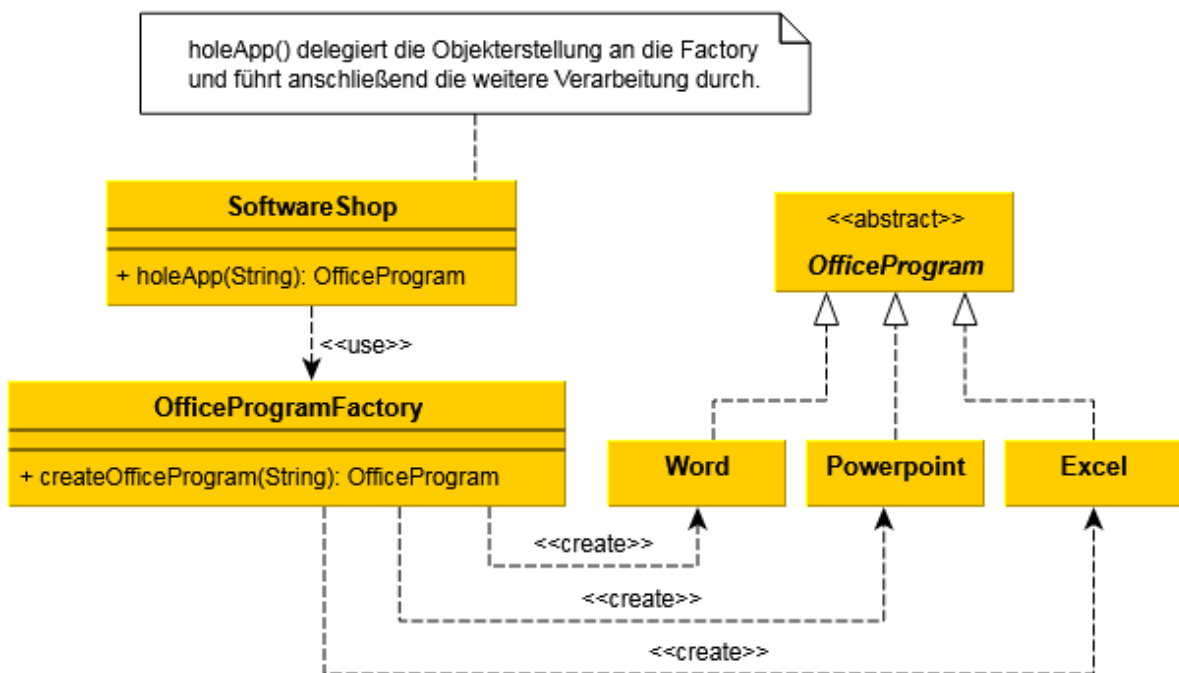 holeApp() delegiert die Objekterstellung an die Factory
und führt anschließend die weitere Verarbeitung durch.
SoftwareShop
+ holeApp(String): OfficeProgram
<<abstract>>
OfficeProgram
<<use>>
OfficeProgramFactory
+ createOfficeProgram(String): OfficeProgram
Word
Powerpoint
Excel
<<create>>
<<create>>
<<create>>